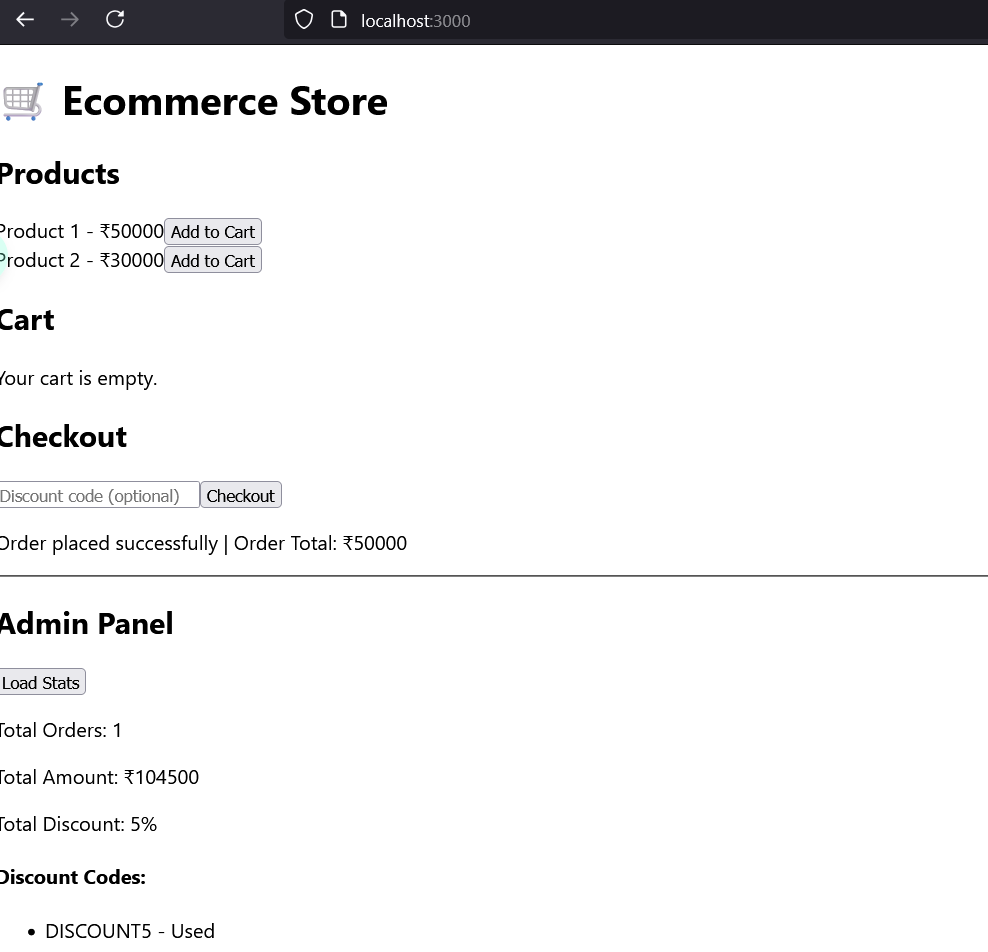 localhost:3000
🛒 Ecommerce Store
Products
Product 1 - ₹50000 Add to Cart
Product 2 - ₹30000 Add to Cart
Cart
Your cart is empty.
Checkout
Discount code (optional) Checkout
Order placed successfully | Order Total: ₹50000
Admin Panel
Load Stats
Total Orders: 1
Total Amount: ₹104500
Total Discount: 5%
Discount Codes:
• DISCOUNT5 - Used